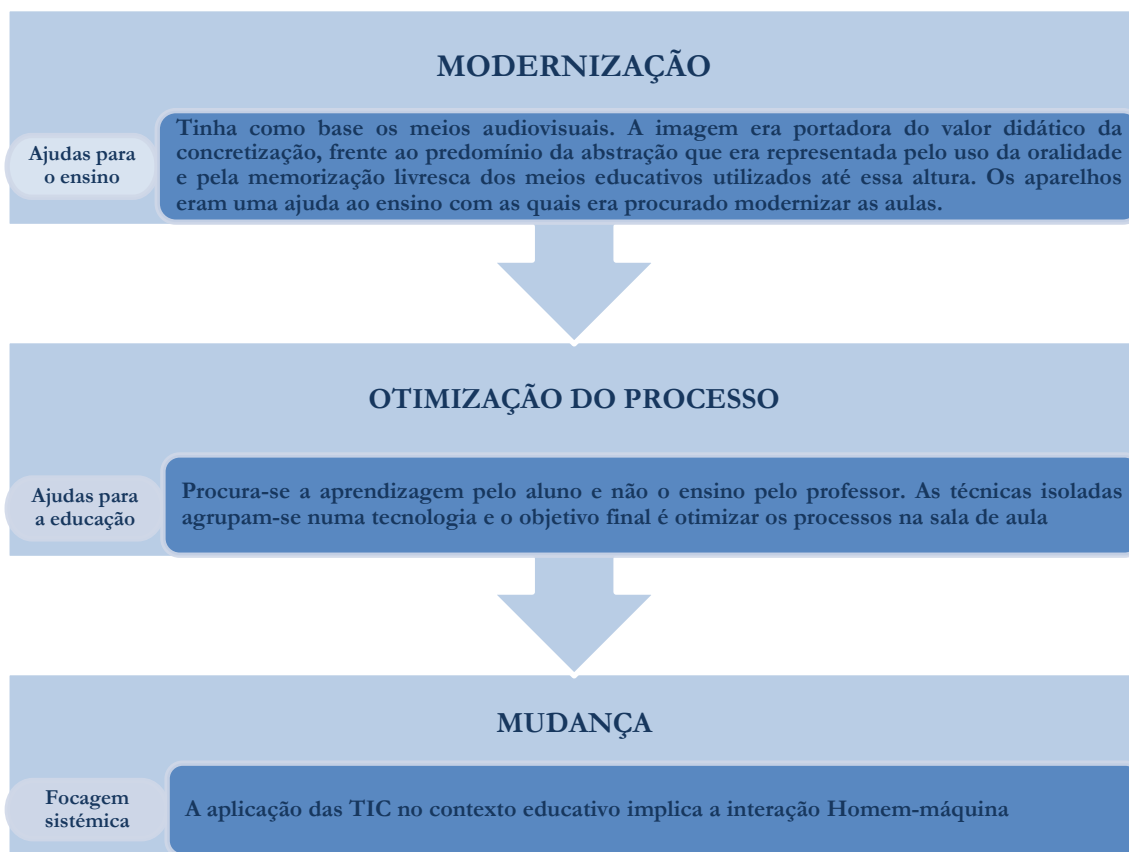 MODERNIZAÇÃO
Ajudas para
o ensino
Tinha como base os meios audiovisuais. A imagem era portadora do valor didático da
concretização, frente ao predomínio da abstração que era representada pelo uso da oralidade
e pela memorização livresca dos meios educativos utilizados até essa altura. Os aparelhos
eram uma ajuda ao ensino com as quais era procurado modernizar as aulas.
OTIMIZAÇÃO DO PROCESSO
Ajudas para
a educação
Procura-se a aprendizagem pelo aluno e não o ensino pelo professor. As técnicas isoladas
agrupam-se numa tecnologia e o objetivo final é otimizar os processos na sala de aula
MUDANÇA
Focagem
sistémica
A aplicação das TIC no contexto educativo implica a interação Homem-máquina